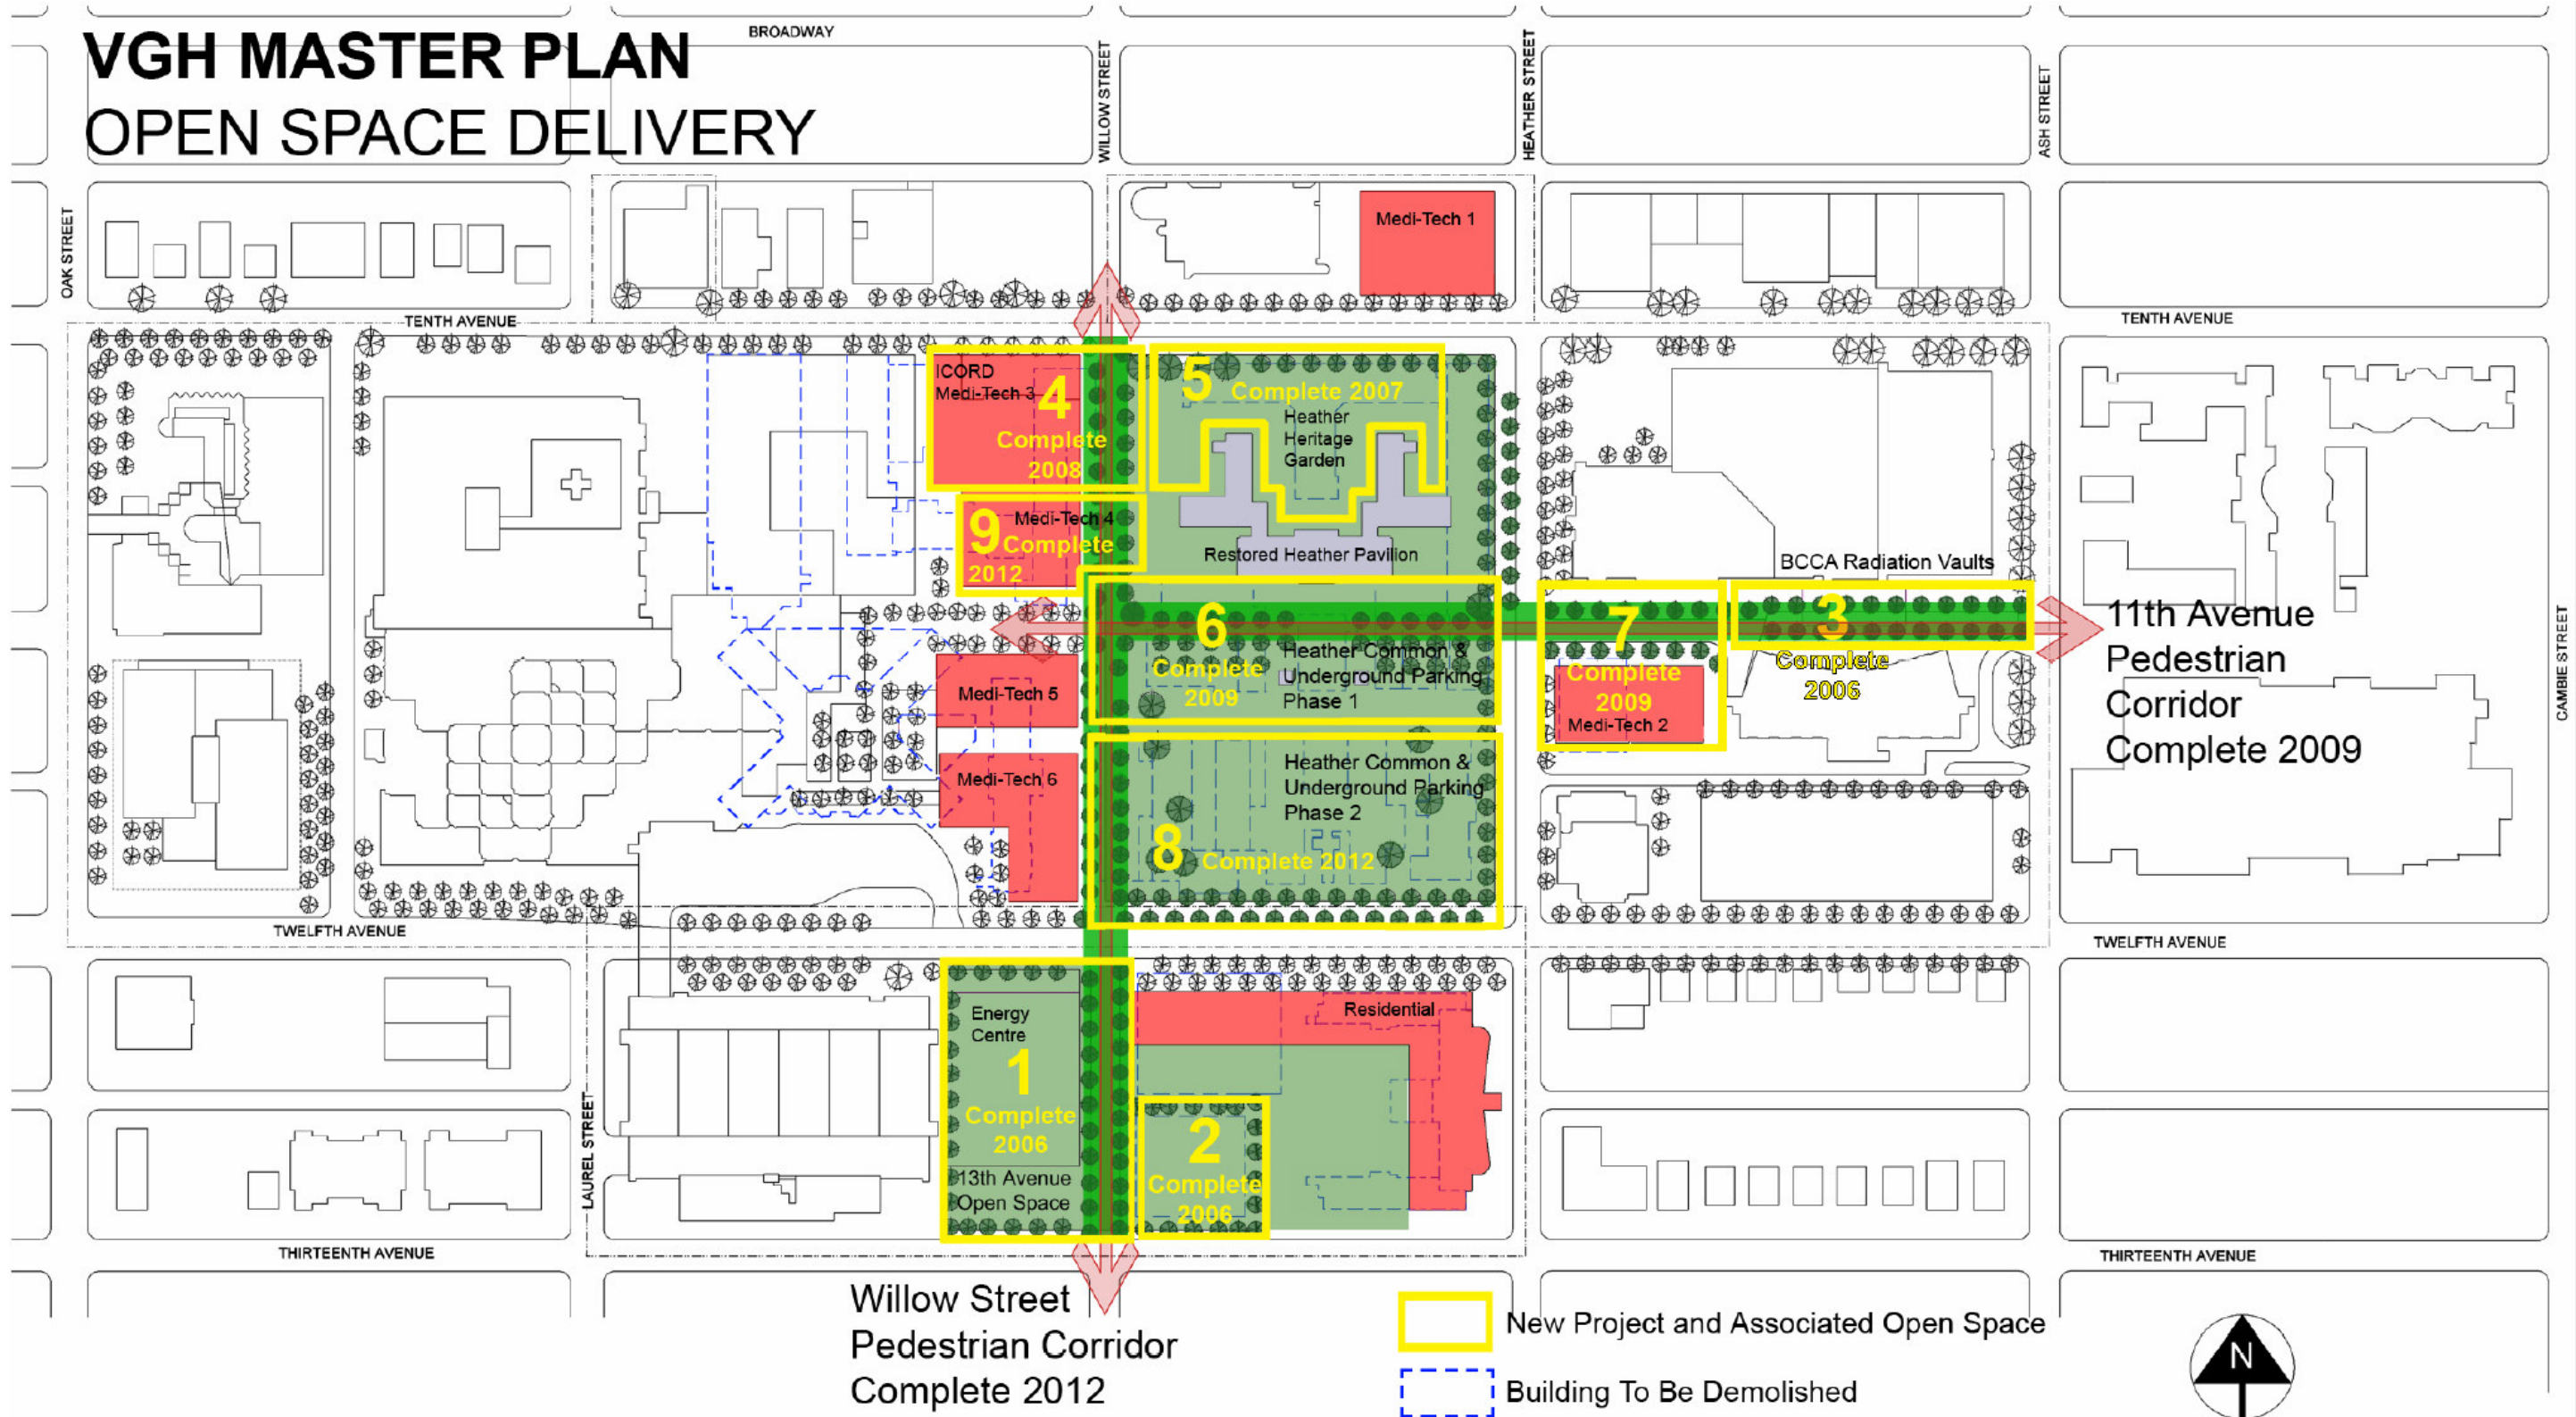 VGH MASTER PLAN
OPEN SPACE DELIVERY
BROADWAY
WILLOW STREET
HEATHER STREET
ASH STREET
OAK STREET
Medi-Tech 1
TENTH AVENUE
TENTH AVENUE
ICORD
Medi-Tech 3
4
Complete
2008
5
Complete 2007
Heather
Heritage
Garden
9
Medi-Tech 4
Complete
2012
Restored Heather Pavilion
BCCA Radiation Vaults
6
Complete
2009
Heather Common &
Underground Parking
Phase 1
7
Complete
2009
Medi-Tech 2
3
Complete
2006
11th Avenue
Pedestrian
Corridor
Complete 2009
CAMBIE STREET
Medi-Tech 5
Medi-Tech 6
Heather Common &
Underground Parking
Phase 2
8
Complete 2012
TWELFTH AVENUE
TWELFTH AVENUE
Energy
Centre
1
Complete
2006
13th Avenue
Open Space
Residential
2
Complete
2006
LAUREL STREET
THIRTEENTH AVENUE
THIRTEENTH AVENUE
Willow Street
Pedestrian Corridor
Complete 2012
New Project and Associated Open Space
Building To Be Demolished
N